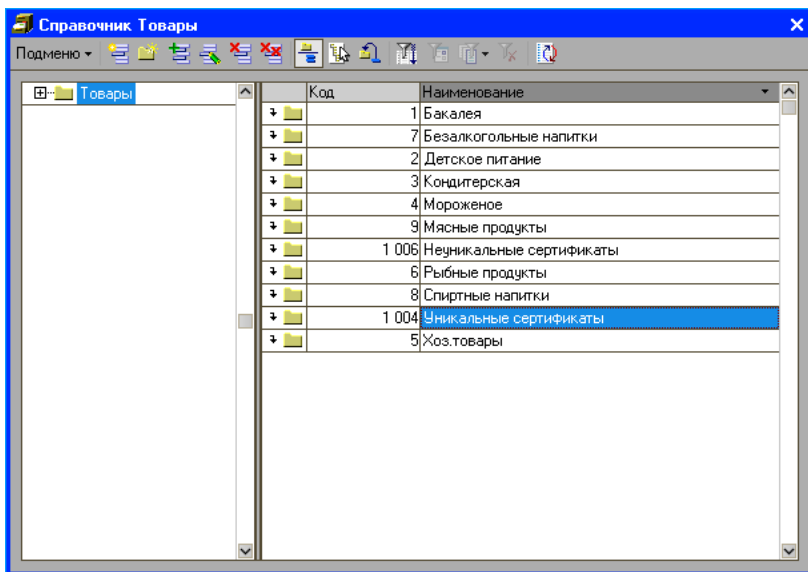 Справочник Товары
Подменю
Товары
Код Наименование
1 Бакалея
7 Безалкогольные напитки
2 Детское питание
3 Кондитерская
4 Мороженое
9 Мясные продукты
1 006 Неуникальные сертификаты
6 Рыбные продукты
8 Спиртные напитки
1 004 Уникальные сертификаты
5 Хоз.товары